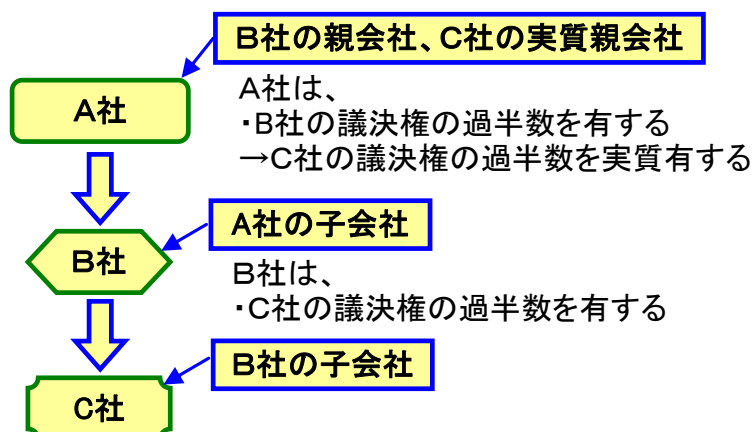 B社の親会社、C社の実質親会社
A社
A社は、
・B社の議決権の過半数を有する
→C社の議決権の過半数を実質有する
A社の子会社
B社
B社は、
・C社の議決権の過半数を有する
B社の子会社
C社